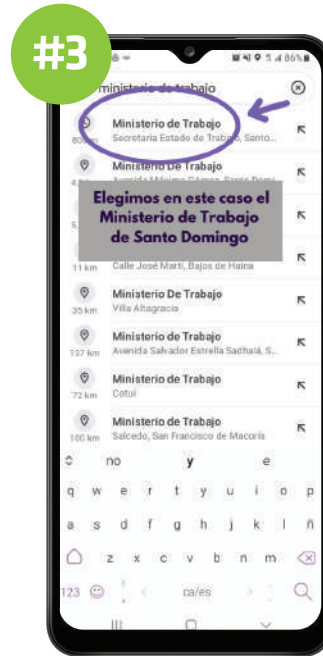 #3
86%
ministerio de trabajo
Ministerio de Trabajo
Secretaria Estado de Trabajo, Santo...
Ministerio de Trabajo
Elegimos en este caso el
Ministerio de Trabajo
de Santo Domingo
11 km
Calle José Martí, Bajos de Haina
Ministerio De Trabajo
35 km
Villa Altagracia
Ministerio de Trabajo
137 km
Avenida Salvador Estrella Sadhalá, S...
Ministerio de Trabajo
72 km
Cotuí
Ministerio de Trabajo
100 km
Salcedo, San Francisco de Macorís
no y e
q w e r t y u i o p
a s d f g h j k l ñ
z x c v b n m
123 ca/es